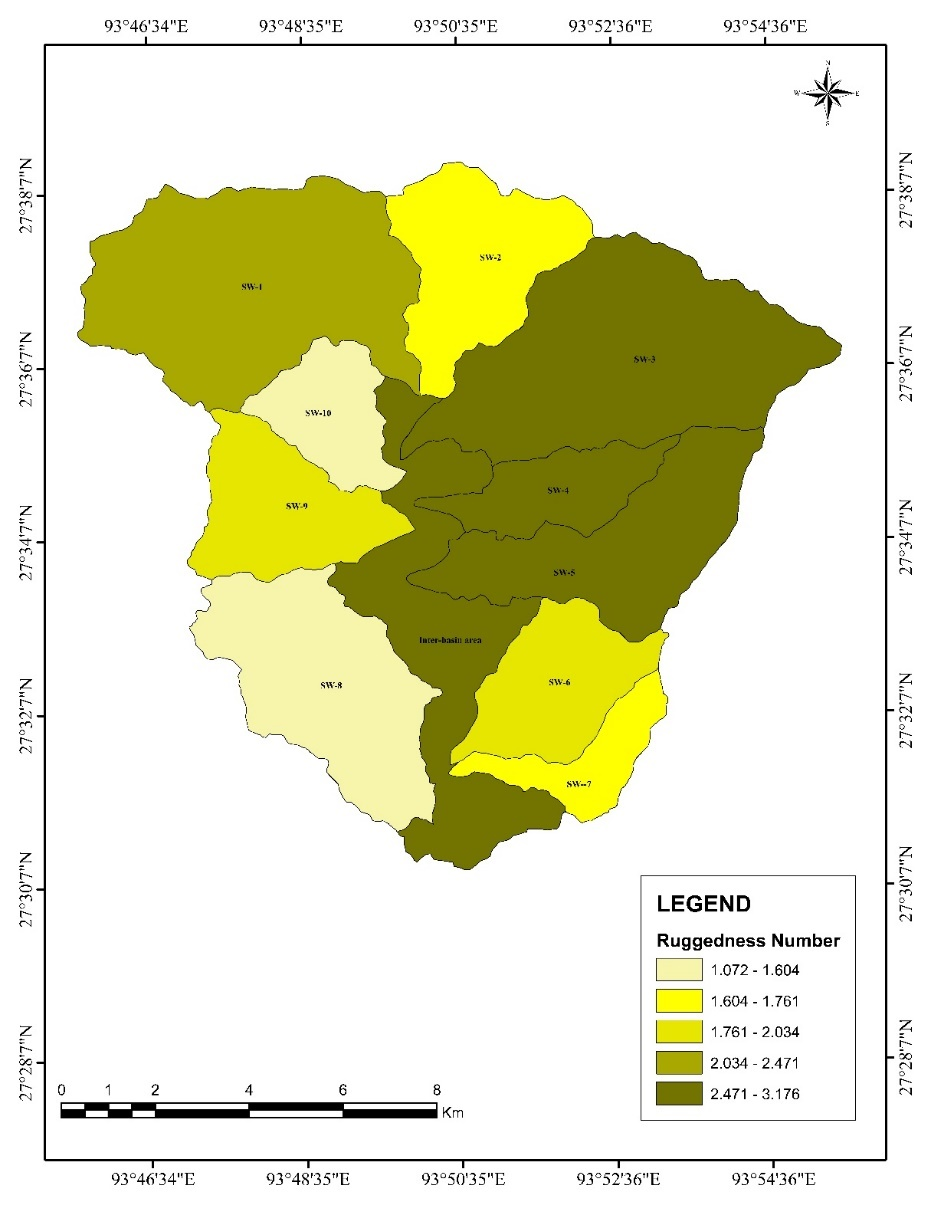 93°46'34"E 93°48'35"E 93°50'35"E 93°52'36"E 93°54'36"E
N
W E
S
27°38'7"N 27°38'7"N
SW-2
SW-1
27°36'7"N 27°36'7"N
SW-3
SW-10
SW-4
SW-9
27°34'7"N 27°34'7"N
SW-5
Inter-basin area
SW-6
SW-8
27°32'7"N 27°32'7"N
SW-7
27°30'7"N 27°30'7"N
LEGEND
Ruggedness Number
1.072 - 1.604
1.604 - 1.761
1.761 - 2.034
2.034 - 2.471
2.471 - 3.176
27°28'7"N 27°28'7"N
0 1 2 4 6 8
Km
93°46'34"E 93°48'35"E 93°50'35"E 93°52'36"E 93°54'36"E